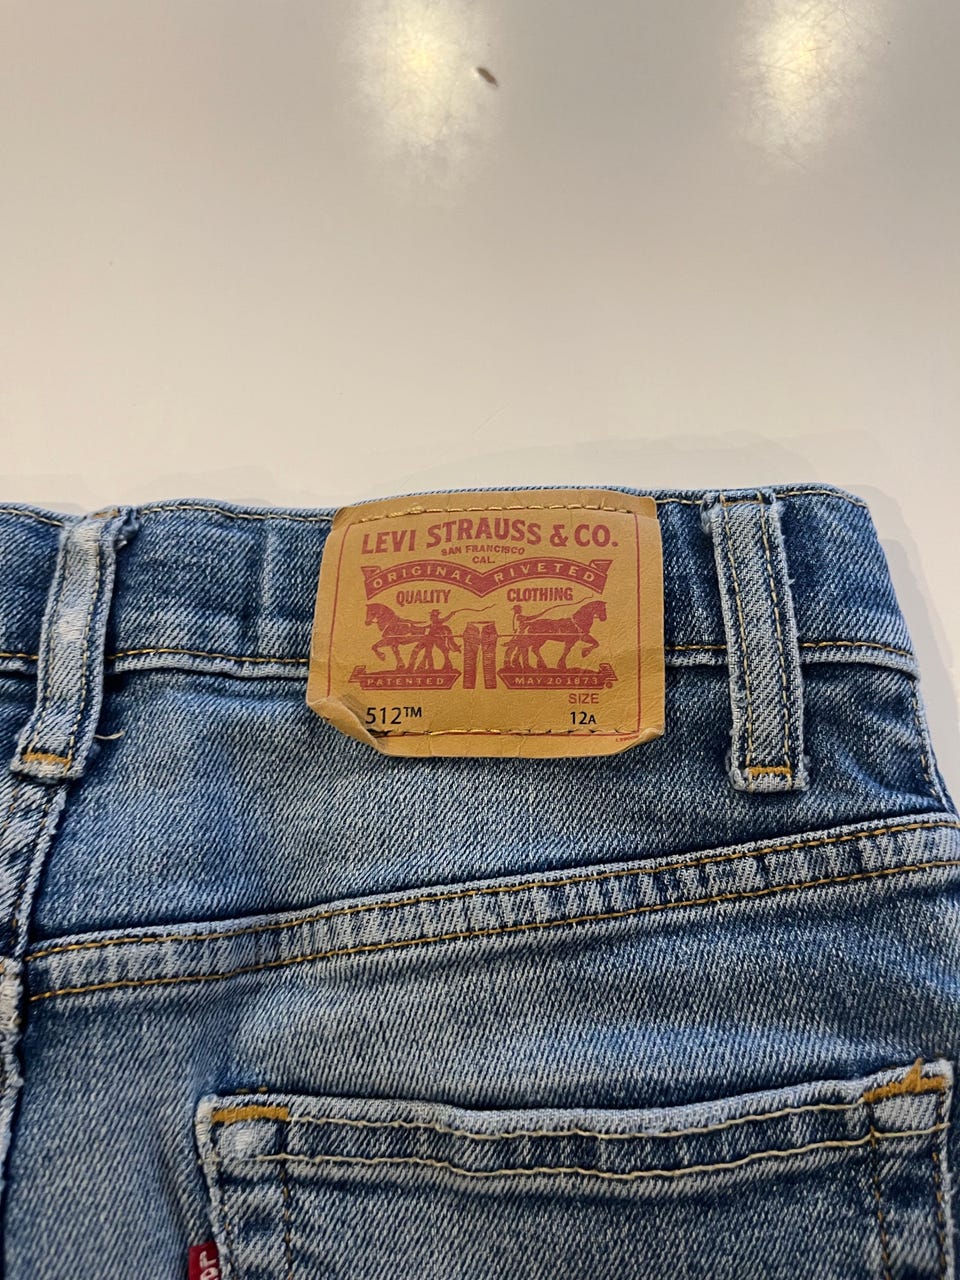 LEVI STRAUSS & CO.
SAN FRANCISCO
CAL.
ORIGINAL RIVETED
QUALITY CLOTHING
PATENTED MAY 20 1873
SIZE
512™ 12A